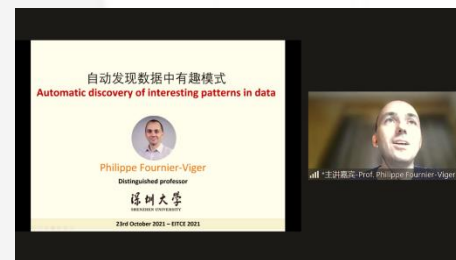 自动发现数据中有趣模式
Automatic discovery of interesting patterns in data
Philippe Fournier-Viger
Distinguished professor
深圳大学
SHENZHEN UNIVERSITY
23rd October 2021 – EITCE 2021
*主讲嘉宾-Prof. Philippe Fournier-Viger